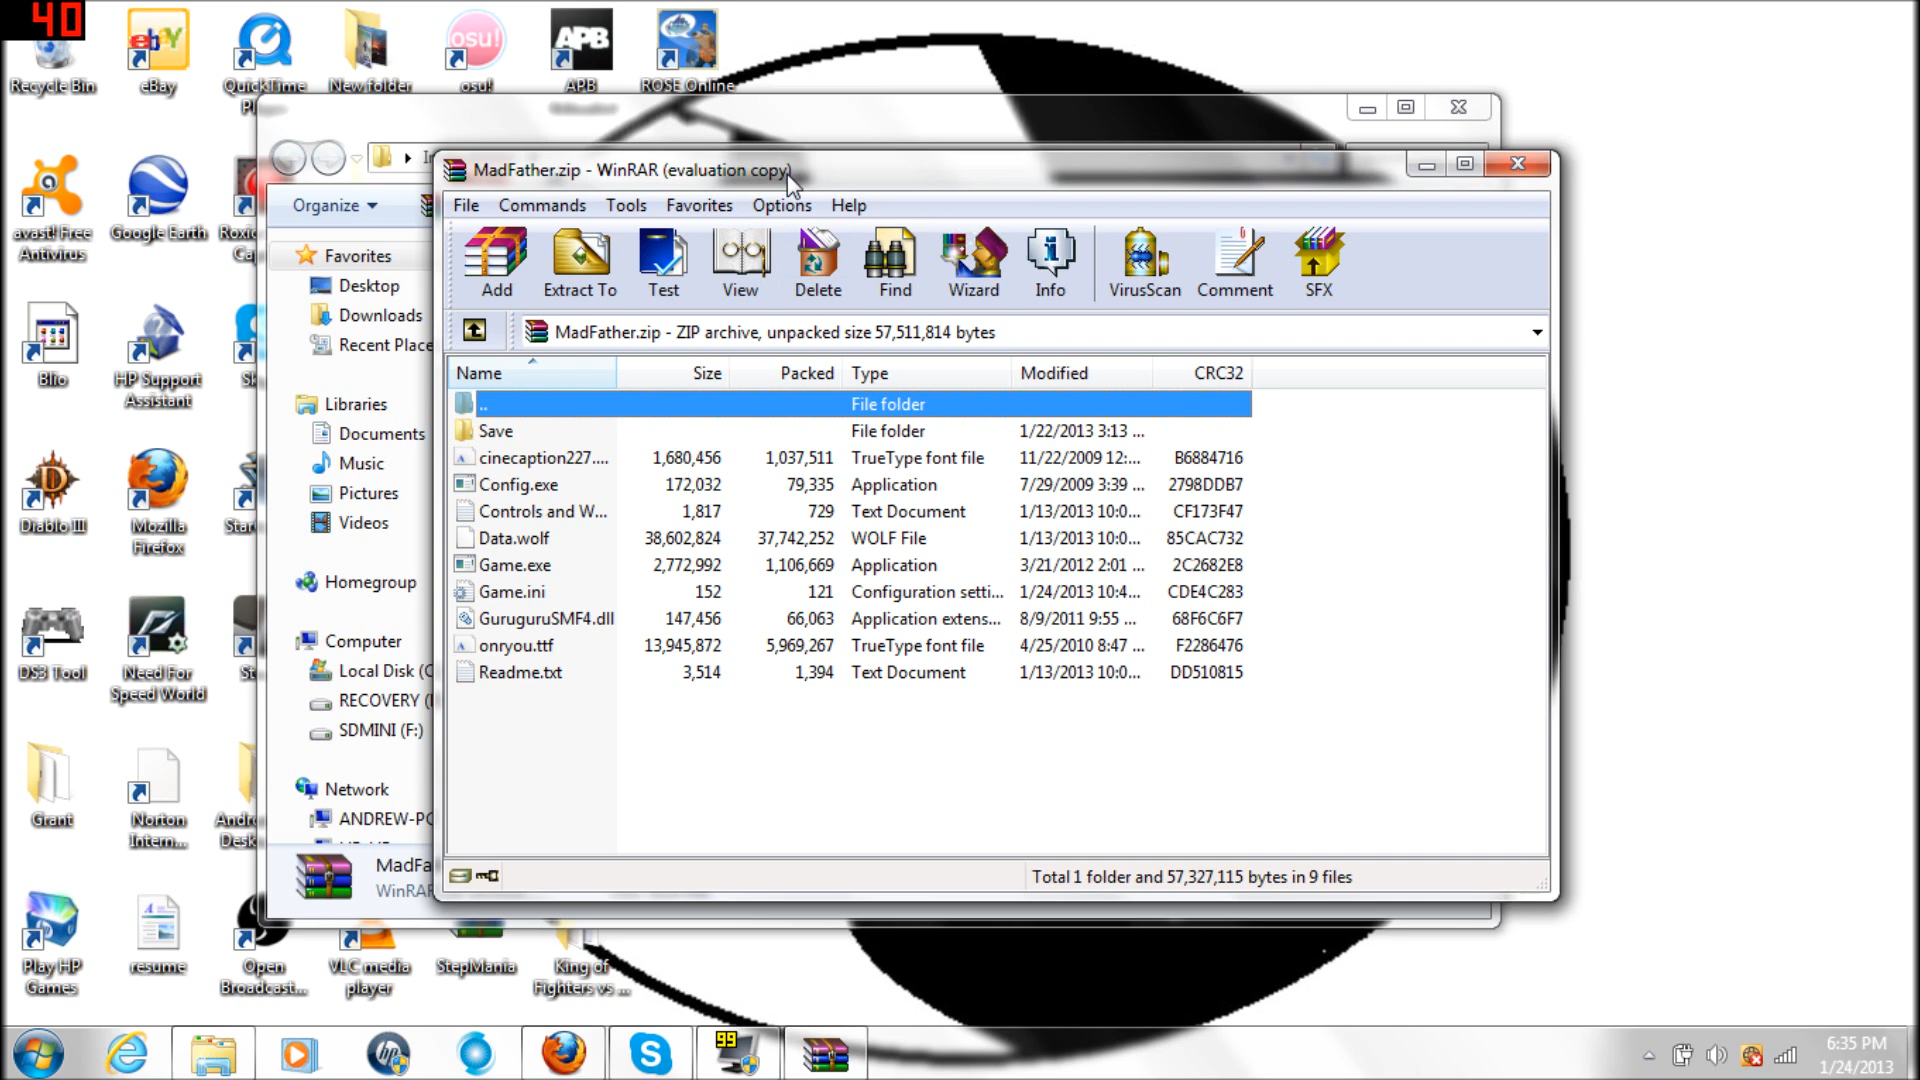 40
Recycle Bin
eBay
QuickTime
New folder
osu!
APB
ROSE Online
avast! Free
Antivirus
Google Earth
Blio
HP Support
Assistant
Diablo III
Mozilla
Firefox
DS3 Tool
Need For
Speed World
Grant
Norton
Intern...
Play HP
Games
resume
Open
Broadcast...
VLC media
player
StepMania
King of
Fighters vs ...
Organize
Favorites
Desktop
Downloads
Recent Place
Libraries
Documents
Music
Pictures
Videos
Homegroup
Computer
Local Disk (C
RECOVERY (
SDMINI (F:)
Network
ANDREW-PC
MadFa
WinRAR
MadFather.zip - WinRAR (evaluation copy)
File Commands Tools Favorites Options Help
Add Extract To Test View Delete Find Wizard Info VirusScan Comment SFX
MadFather.zip - ZIP archive, unpacked size 57,511,814 bytes
Name Size Packed Type Modified CRC32
.. File folder
Save File folder 1/22/2013 3:13 ...
cinecaption227.... 1,680,456 1,037,511 TrueType font file 11/22/2009 12:... B6884716
Config.exe 172,032 79,335 Application 7/29/2009 3:39 ... 2798DDB7
Controls and W... 1,817 729 Text Document 1/13/2013 10:0... CF173F47
Data.wolf 38,602,824 37,742,252 WOLF File 1/13/2013 10:0... 85CAC732
Game.exe 2,772,992 1,106,669 Application 3/21/2012 2:01 ... 2C2682E8
Game.ini 152 121 Configuration setti... 1/24/2013 10:4... CDE4C283
GuruguruSMF4.dll 147,456 66,063 Application extens... 8/9/2011 9:55 ... 68F6C6F7
onryou.ttf 13,945,872 5,969,267 TrueType font file 4/25/2010 8:47 ... F2286476
Readme.txt 3,514 1,394 Text Document 1/13/2013 10:0... DD510815
Total 1 folder and 57,327,115 bytes in 9 files
99
6:35 PM
1/24/2013